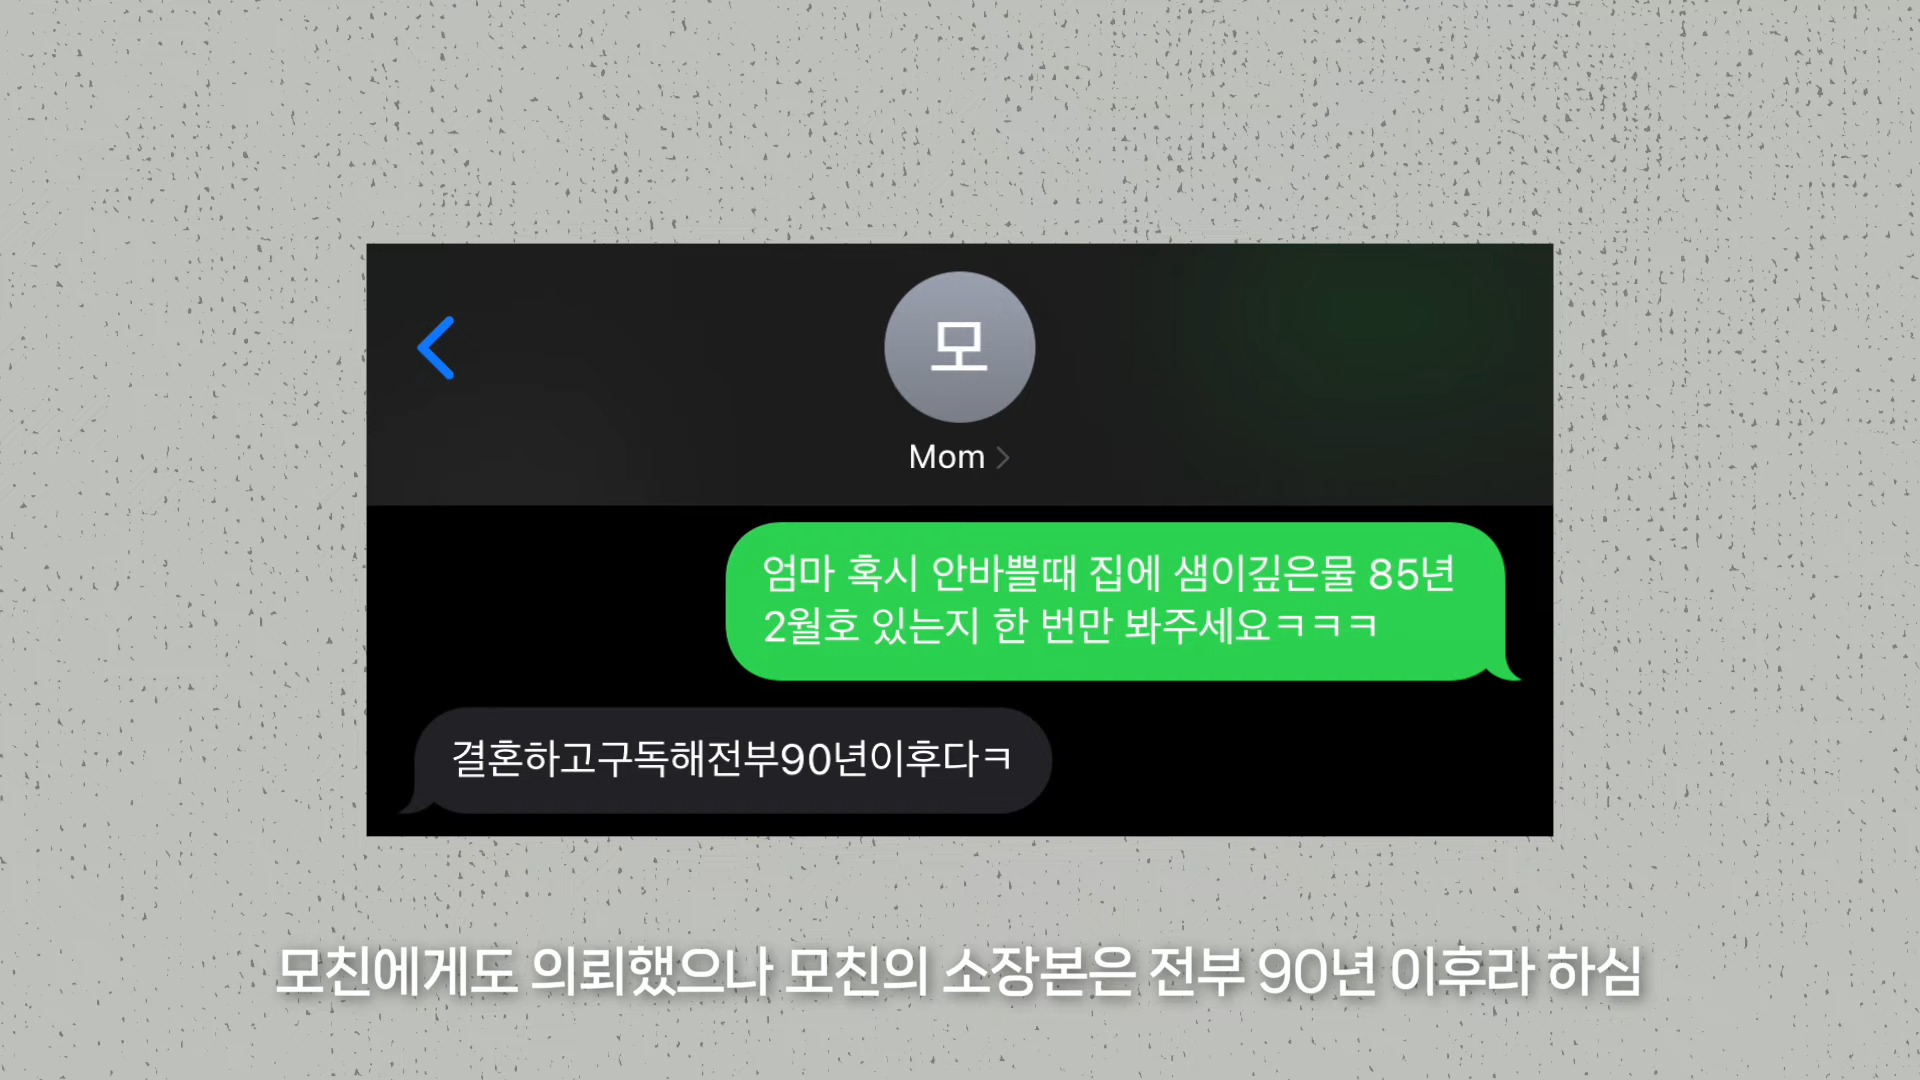 모
Mom
엄마 혹시 안바쁠때 집에 샘이깊은물 85년
2월호 있는지 한 번만 봐주세요ㅋㅋㅋ
결혼하고구독해전부90년이후다ㅋ
모친에게도 의뢰했으나 모친의 소장본은 전부 90년 이후라 하심